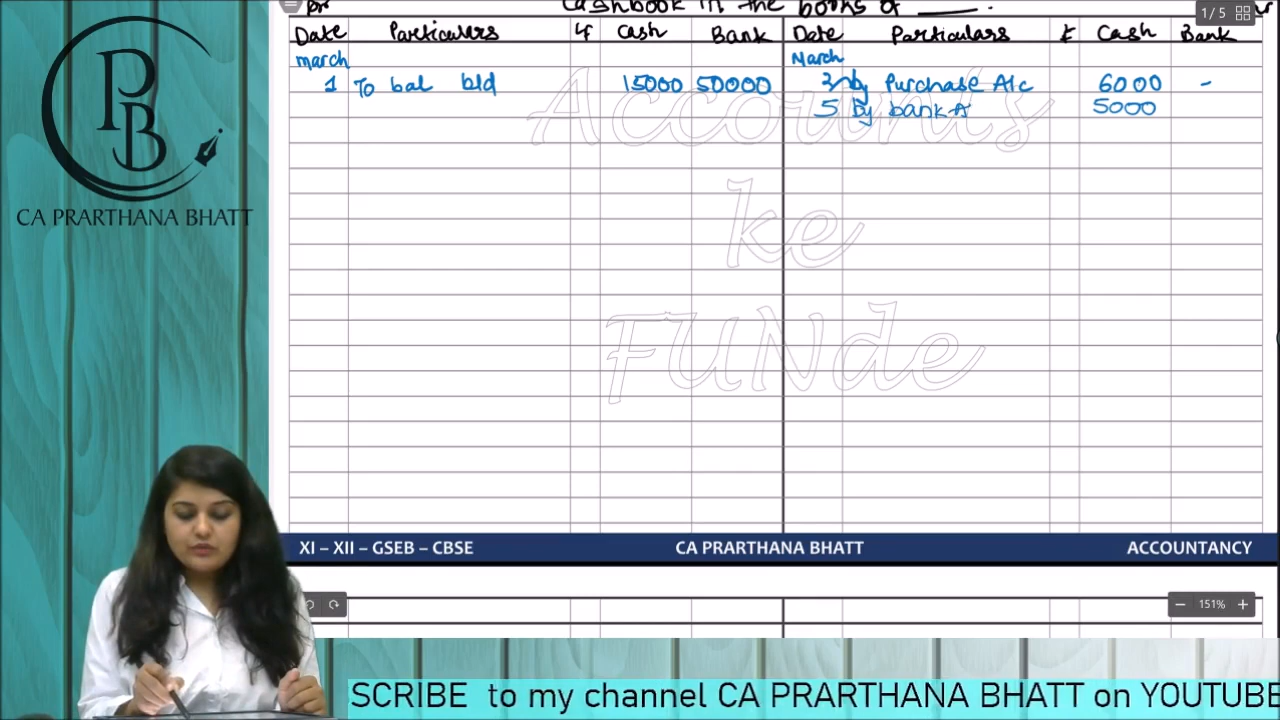 Cashbook in the books of ____.
1 / 5
Date Particulars Lf Cash Bank Date Particulars Cash Bank
march March
1 To bal b/d 15000 50000 by Purchase A/c 6000 -
5 By bank A 5000
Accounts
ke
FUNde
PB
CA PRARTHANA BHATT
XI – XII – GSEB – CBSE CA PRARTHANA BHATT ACCOUNTANCY
151%
SCRIBE to my channel CA PRARTHANA BHATT on YOUTUBE